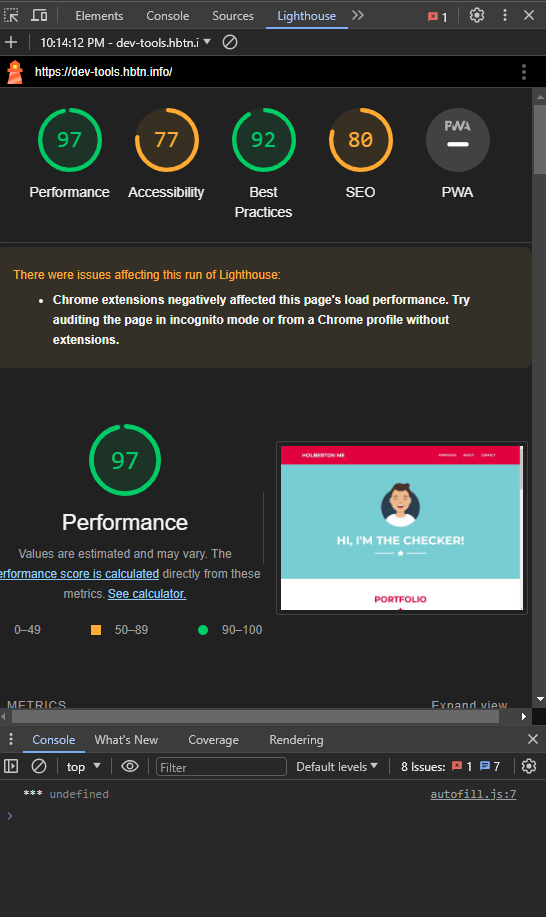 Elements Console Sources Lighthouse 1
10:14:12 PM - dev-tools.hbtn.i
https://dev-tools.hbtn.info/
97 77 92 80 PWA
Performance Accessibility Best Practices SEO PWA
There were issues affecting this run of Lighthouse:
• Chrome extensions negatively affected this page's load performance. Try
auditing the page in incognito mode or from a Chrome profile without
extensions.
97
Performance
Values are estimated and may vary. The
erformance score is calculated directly from these
metrics. See calculator.
0–49 50–89 90–100
HOLBERTON ME PORTFOLIO ABOUT CONTACT
HI, I'M THE CHECKER!
PORTFOLIO
METRICS Expand view
Console What's New Coverage Rendering
top Filter Default levels 8 Issues: 1 7
*** undefined autofill.js:7